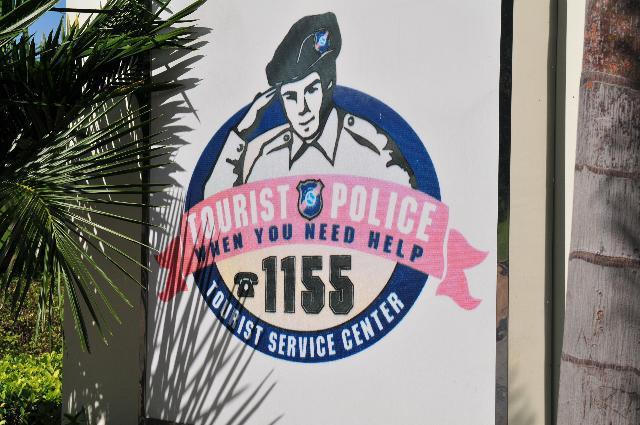 TOURIST POLICE
WHEN YOU NEED HELP
1155
TOURIST SERVICE CENTER